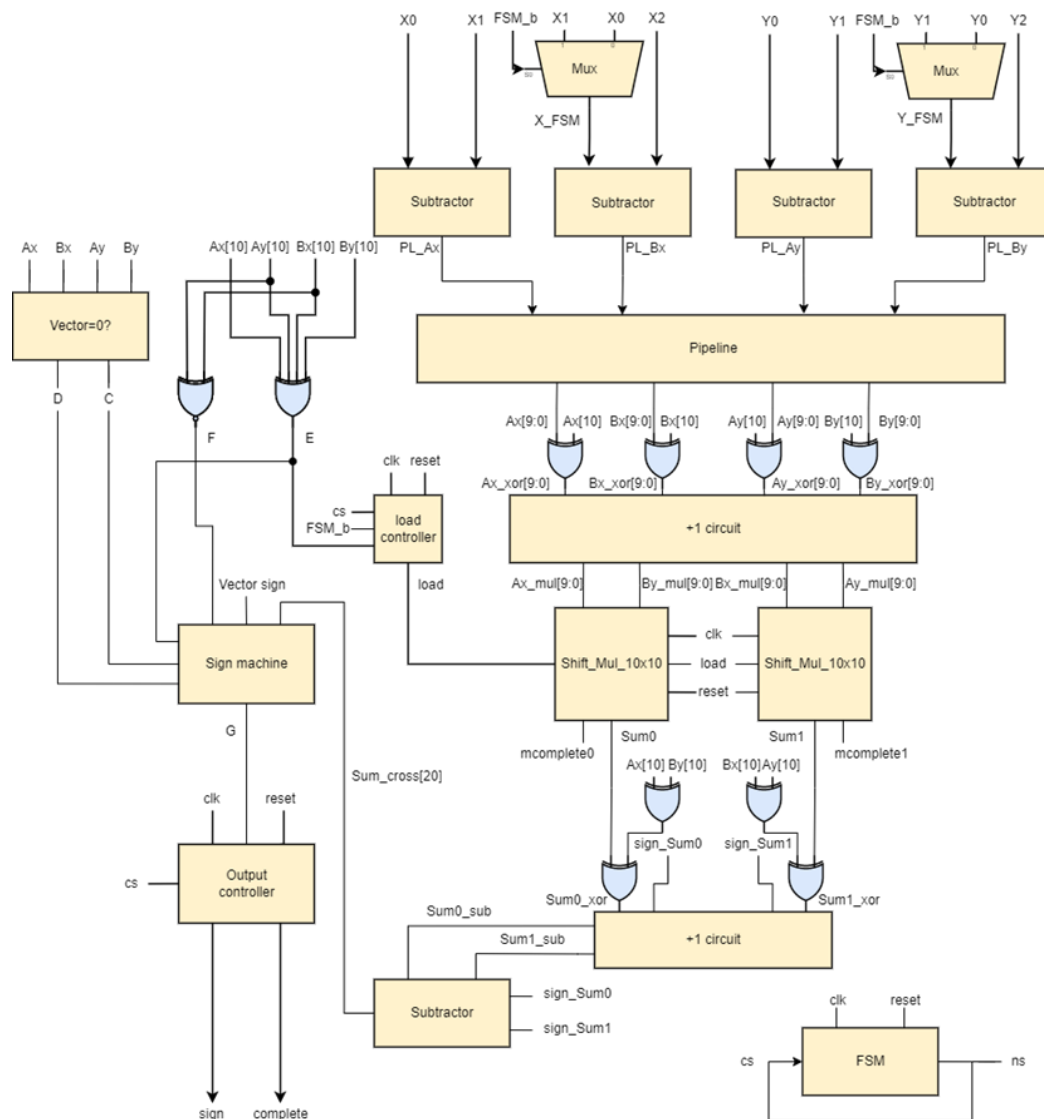 X0 X1 FSM_b X1 X0 X2 Y0 Y1 FSM_b Y1 Y0 Y2
1 0 1 0
s0 Mux s0 Mux
X_FSM Y_FSM
Subtractor Subtractor Subtractor Subtractor
PL_Ax PL_Bx PL_Ay PL_By
Ax Bx Ay By Ax[10] Ay[10] Bx[10] By[10]
Vector=0?
Pipeline
D C
F E
Ax[9:0] Ax[10] Bx[9:0] Bx[10] Ay[10] Ay[9:0] By[10] By[9:0]
clk reset
Ax_xor[9:0] Bx_xor[9:0] Ay_xor[9:0] By_xor[9:0]
cs
FSM_b
load
controller
+1 circuit
Vector sign load
Ax_mul[9:0] By_mul[9:0] Bx_mul[9:0] Ay_mul[9:0]
clk
Sign machine
Shift_Mul_10x10 load Shift_Mul_10x10
reset
G
Sum0 Sum1
mcomplete0 mcomplete1
Sum_cross[20]
Ax[10] By[10] Bx[10] Ay[10]
clk reset
sign_Sum0 sign_Sum1
cs
Output
controller
Sum0_xor Sum1_xor
Sum0_sub
Sum1_sub
+1 circuit
Subtractor
sign_Sum0
sign_Sum1
clk reset
cs FSM ns
sign complete